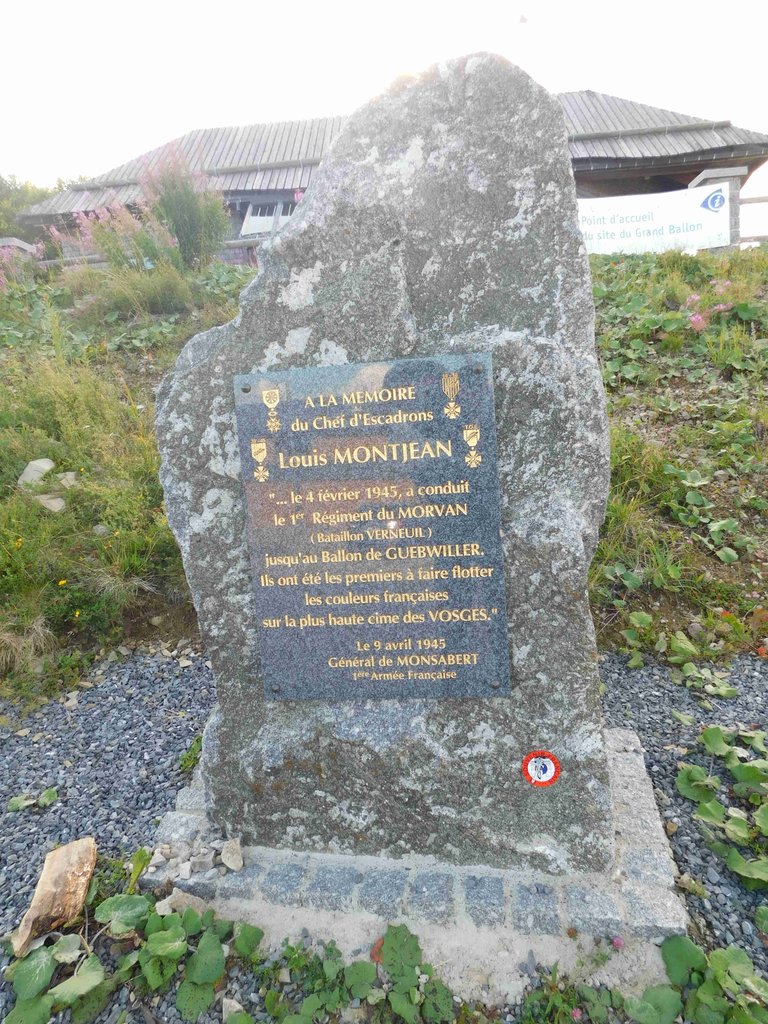 Point d'accueil
du site du Grand Ballon
A LA MEMOIRE
du Chef d'Escadrons
Louis MONTJEAN
"... le 4 février 1945, a conduit
le 1er Régiment du MORVAN
( Bataillon VERNEUIL )
jusqu'au Ballon de GUEBWILLER.
Ils ont été les premiers à faire flotter
les couleurs françaises
sur la plus haute cime des VOSGES."
Le 9 avril 1945
Général de MONSABERT
1ère Armée Française